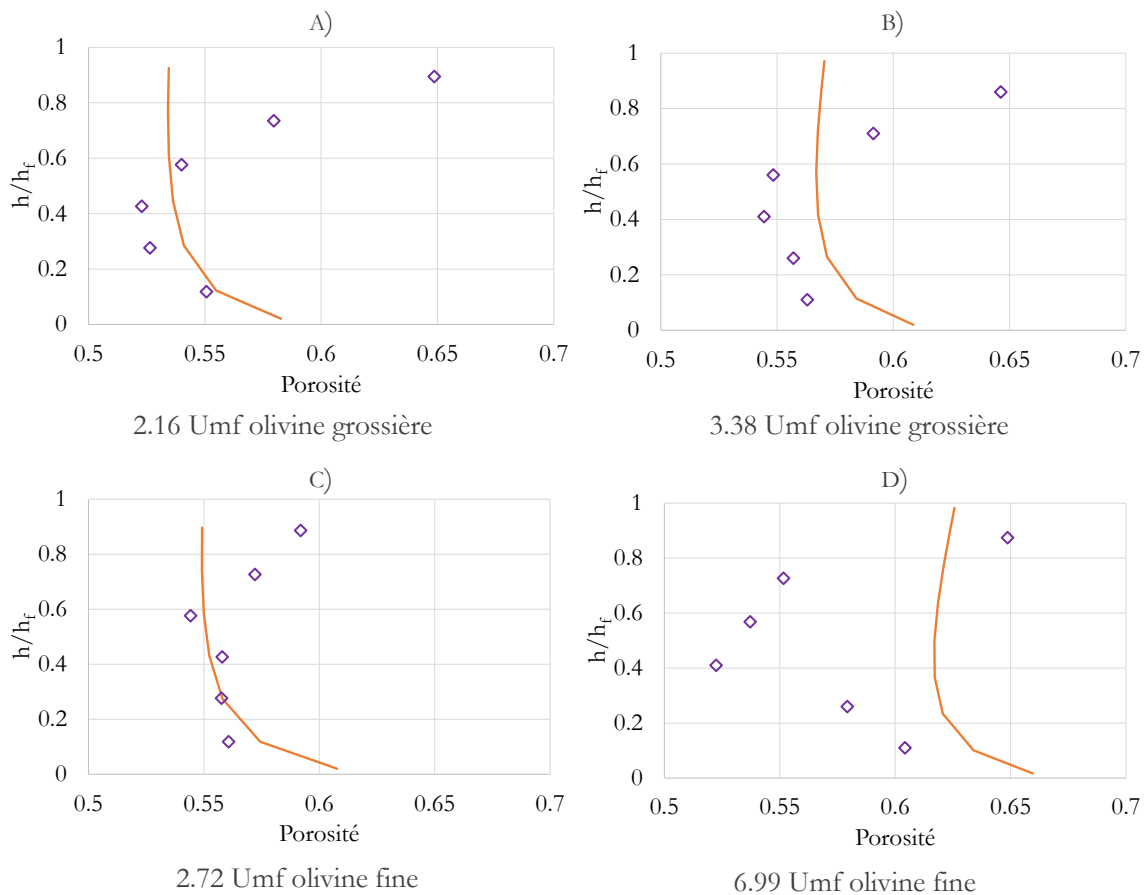 A)
1
0.8
0.6
0.4
0.2
0
h/hf
0.5 0.55 0.6 0.65 0.7
Porosité
2.16 Umf olivine grossière
B)
1
0.8
0.6
0.4
0.2
0
h/hf
0.5 0.55 0.6 0.65 0.7
Porosité
3.38 Umf olivine grossière
C)
1
0.8
0.6
0.4
0.2
0
h/hf
0.5 0.55 0.6 0.65 0.7
Porosité
2.72 Umf olivine fine
D)
1
0.8
0.6
0.4
0.2
0
h/hf
0.5 0.55 0.6 0.65 0.7
Porosité
6.99 Umf olivine fine